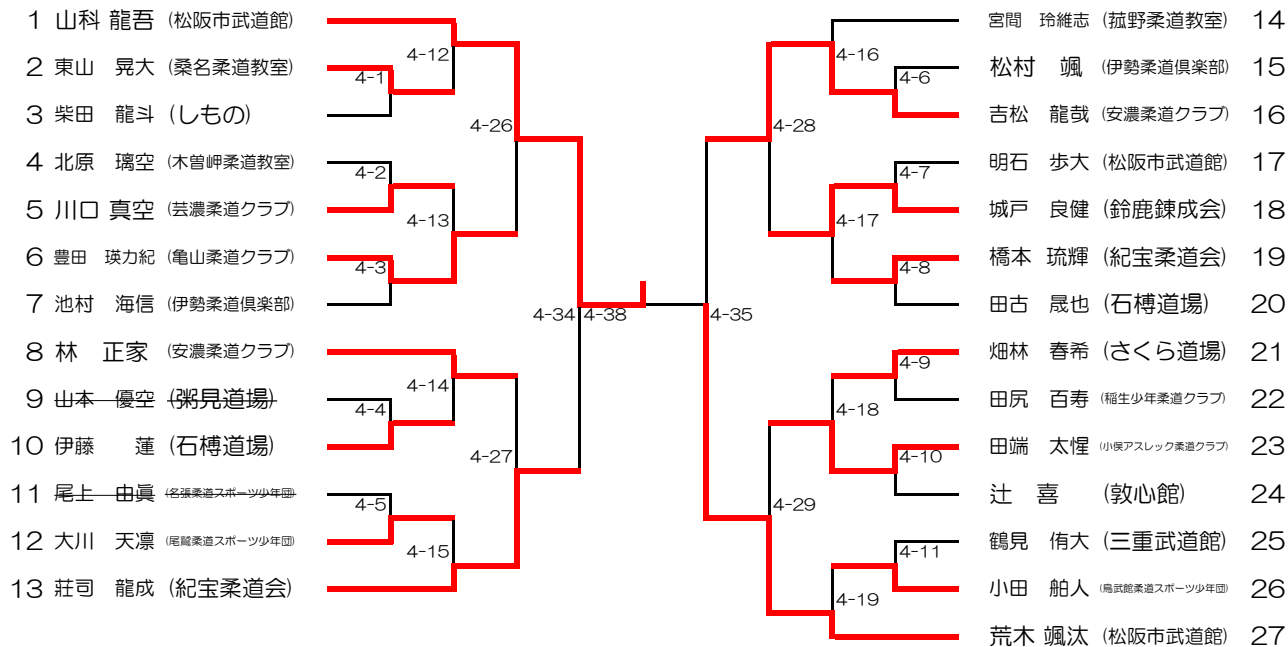 1 山科 龍吾 (松阪市武道館)
2 東山 晃大 (桑名柔道教室)
3 柴田 龍斗 (しもの)
4 北原 璃空 (木曽岬柔道教室)
5 川口 真空 (芸濃柔道クラブ)
6 豊田 瑛力紀 (亀山柔道クラブ)
7 池村 海信 (伊勢柔道倶楽部)
8 林 正家 (安濃柔道クラブ)
9 山本 優空 (粥見道場)
10 伊藤 蓮 (石榑道場)
11 尾上 由眞 (名張柔道スポーツ少年団)
12 大川 天凛 (尾鷲柔道スポーツ少年団)
13 荘司 龍成 (紀宝柔道会)
4-1
4-2
4-3
4-4
4-5
4-12
4-13
4-14
4-15
4-26
4-27
4-34
4-38
4-35
4-28
4-29
4-16
4-17
4-18
4-19
4-6
4-7
4-8
4-9
4-10
4-11
宮間 玲維志 (菰野柔道教室) 14
松村 颯 (伊勢柔道倶楽部) 15
吉松 龍哉 (安濃柔道クラブ) 16
明石 歩大 (松阪市武道館) 17
城戸 良健 (鈴鹿錬成会) 18
橋本 琉輝 (紀宝柔道会) 19
田古 晟也 (石榑道場) 20
畑林 春希 (さくら道場) 21
田尻 百寿 (稲生少年柔道クラブ) 22
田端 太惺 (小俣アスレック柔道クラブ) 23
辻 喜 (敦心館) 24
鶴見 侑大 (三重武道館) 25
小田 舶人 (鳥武館柔道スポーツ少年団) 26
荒木 颯汰 (松阪市武道館) 27